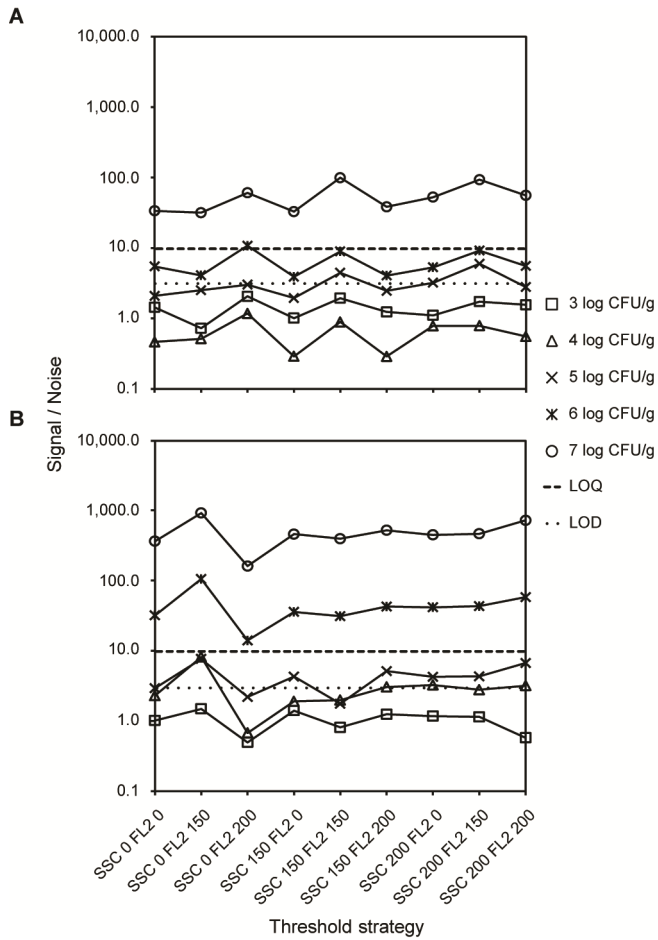 A
10,000.0
1,000.0
100.0
10.0
1.0
0.1
B
10,000.0
1,000.0
100.0
10.0
1.0
0.1
Signal / Noise
3 log CFU/g
4 log CFU/g
5 log CFU/g
6 log CFU/g
7 log CFU/g
LOQ
LOD
SSC 0 FL2 0
SSC 0 FL2 150
SSC 0 FL2 200
SSC 150 FL2 0
SSC 150 FL2 150
SSC 150 FL2 200
SSC 200 FL2 0
SSC 200 FL2 150
SSC 200 FL2 200
Threshold strategy